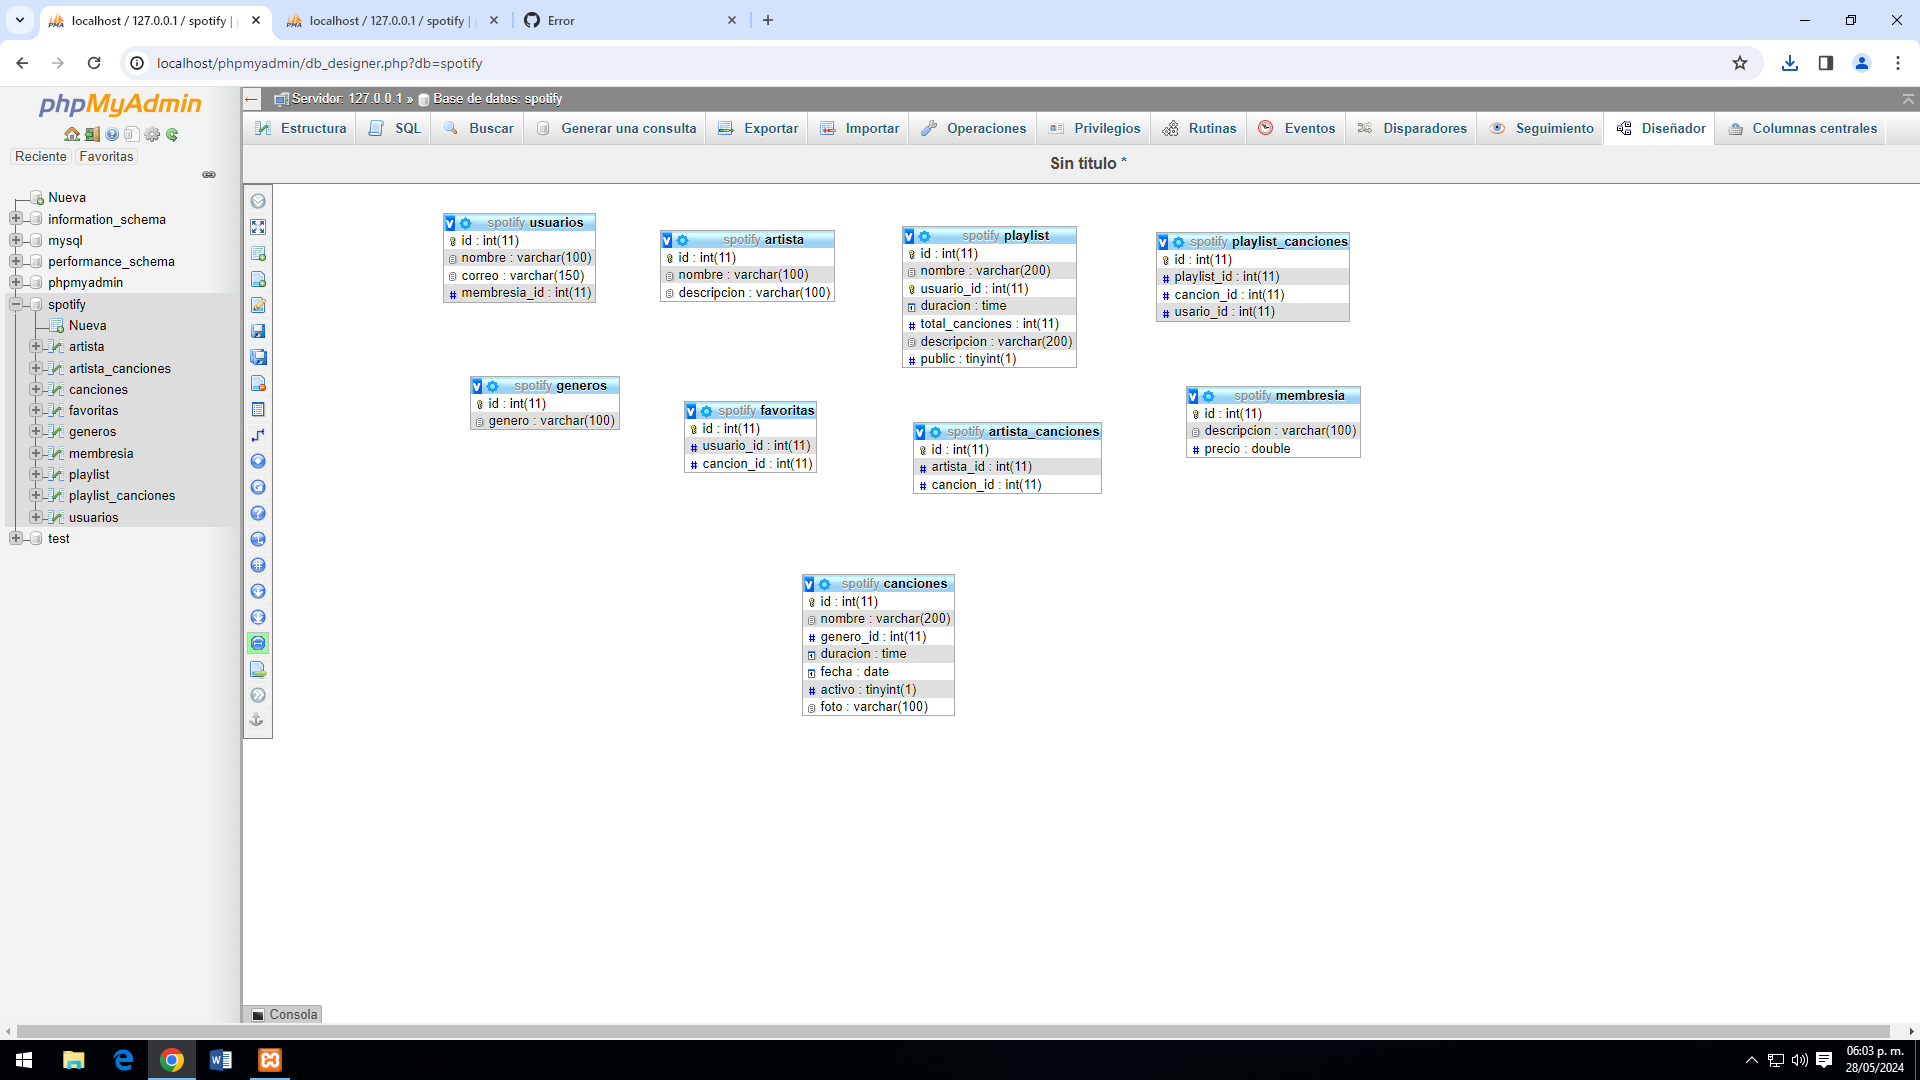 localhost / 127.0.0.1 / spotify |
localhost / 127.0.0.1 / spotify |
Error
localhost/phpmyadmin/db_designer.php?db=spotify
phpMyAdmin
Reciente
Favoritas
Nueva
information_schema
mysql
performance_schema
phpmyadmin
spotify
Nueva
artista
artista_canciones
canciones
favoritas
generos
membresia
playlist
playlist_canciones
usuarios
test
Servidor: 127.0.0.1 » Base de datos: spotify
Estructura
SQL
Buscar
Generar una consulta
Exportar
Importar
Operaciones
Privilegios
Rutinas
Eventos
Disparadores
Seguimiento
Diseñador
Columnas centrales
Sin título *
spotify usuarios
id : int(11)
nombre : varchar(100)
correo : varchar(150)
membresia_id : int(11)
spotify artista
id : int(11)
nombre : varchar(100)
descripcion : varchar(100)
spotify playlist
id : int(11)
nombre : varchar(200)
usuario_id : int(11)
duracion : time
total_canciones : int(11)
descripcion : varchar(200)
public : tinyint(1)
spotify playlist_canciones
id : int(11)
playlist_id : int(11)
cancion_id : int(11)
usario_id : int(11)
spotify generos
id : int(11)
genero : varchar(100)
spotify favoritas
id : int(11)
usuario_id : int(11)
cancion_id : int(11)
spotify artista_canciones
id : int(11)
artista_id : int(11)
cancion_id : int(11)
spotify membresia
id : int(11)
descripcion : varchar(100)
precio : double
spotify canciones
id : int(11)
nombre : varchar(200)
genero_id : int(11)
duracion : time
fecha : date
activo : tinyint(1)
foto : varchar(100)
Consola
06:03 p. m.
28/05/2024